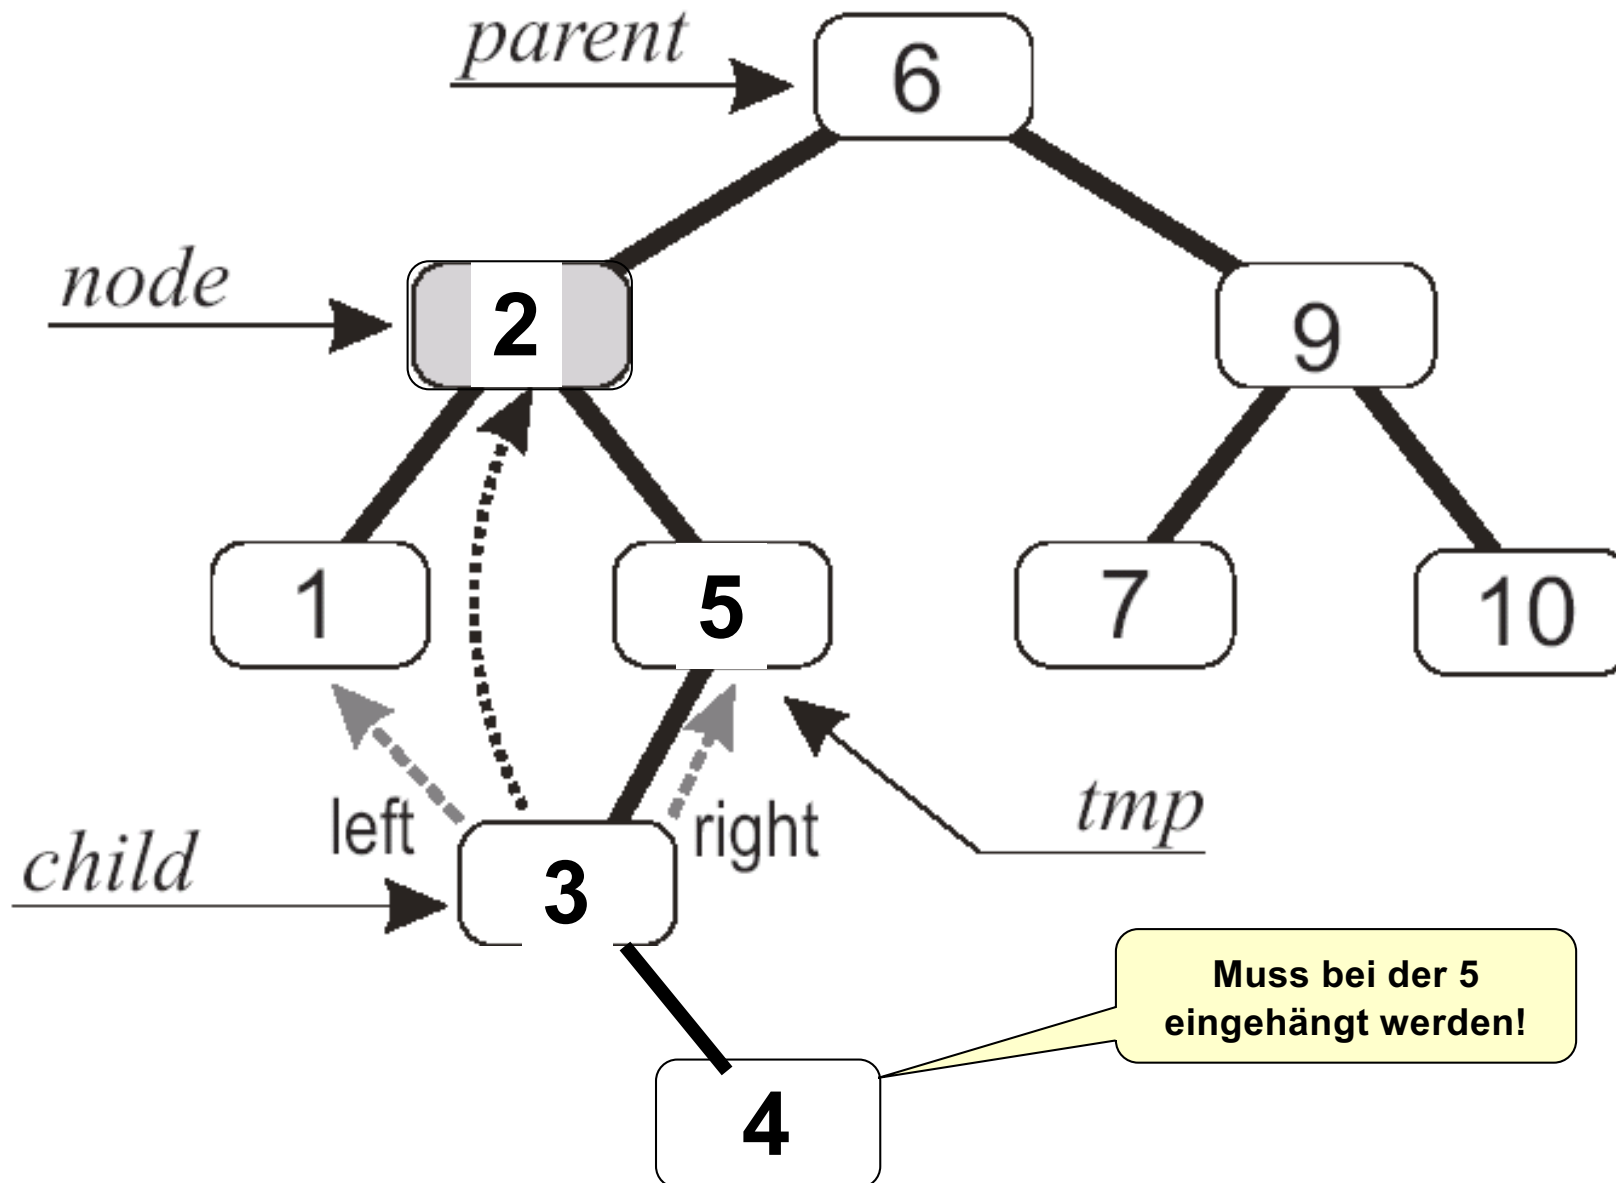 parent
6
node
2
9
1
5
7
10
left
right
tmp
child
3
Muss bei der 5
eingehängt werden!
4